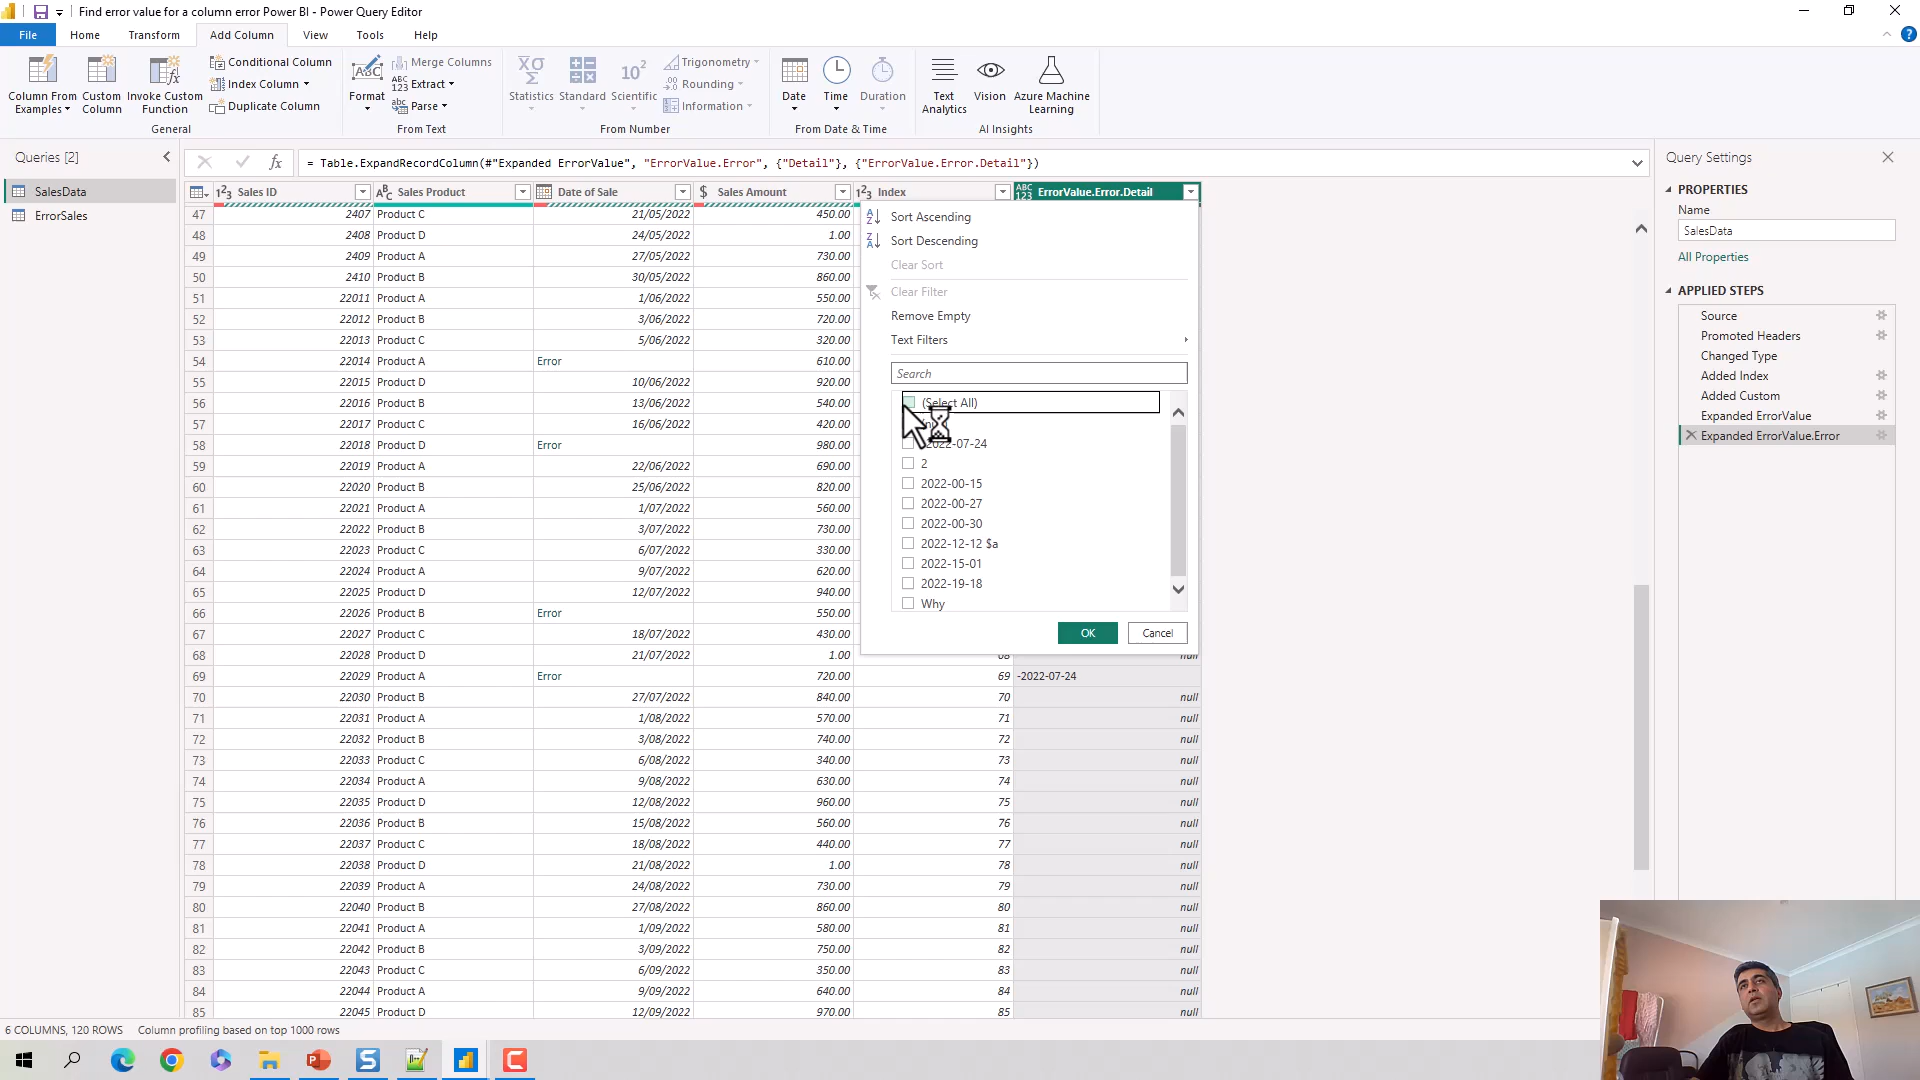 Find error value for a column error Power BI - Power Query Editor
File Home Transform Add Column View Tools Help
Column From Examples
Custom Column
Invoke Custom Function
Conditional Column
Index Column
Duplicate Column
General
Format
Merge Columns
ABC 123 Extract
abc Parse
From Text
Statistics
Standard
Scientific
Trigonometry
Rounding
Information
From Number
Date
Time
Duration
From Date & Time
Text Analytics
Vision
Azure Machine Learning
AI Insights
Queries [2]
SalesData
ErrorSales
= Table.ExpandRecordColumn(#"Expanded ErrorValue", "ErrorValue.Error", {"Detail"}, {"ErrorValue.Error.Detail"})
Sales ID Sales Product Date of Sale $ Sales Amount Index ErrorValue.Error.Detail
47 2407 Product C 21/05/2022 450.00
48 2408 Product D 24/05/2022 1.00
49 2409 Product A 27/05/2022 730.00
50 2410 Product B 30/05/2022 860.00
51 22011 Product A 1/06/2022 550.00
52 22012 Product B 3/06/2022 720.00
53 22013 Product C 5/06/2022 320.00
54 22014 Product A Error 610.00
55 22015 Product D 10/06/2022 920.00
56 22016 Product B 13/06/2022 540.00
57 22017 Product C 16/06/2022 420.00
58 22018 Product D Error 980.00
59 22019 Product A 22/06/2022 690.00
60 22020 Product B 25/06/2022 820.00
61 22021 Product A 1/07/2022 560.00
62 22022 Product B 3/07/2022 730.00
63 22023 Product C 6/07/2022 330.00
64 22024 Product A 9/07/2022 620.00
65 22025 Product D 12/07/2022 940.00
66 22026 Product B Error 550.00
67 22027 Product C 18/07/2022 430.00
68 22028 Product D 21/07/2022 1.00 68 null
69 22029 Product A Error 720.00 69 -2022-07-24
70 22030 Product B 27/07/2022 840.00 70 null
71 22031 Product A 1/08/2022 570.00 71 null
72 22032 Product B 3/08/2022 740.00 72 null
73 22033 Product C 6/08/2022 340.00 73 null
74 22034 Product A 9/08/2022 630.00 74 null
75 22035 Product D 12/08/2022 960.00 75 null
76 22036 Product B 15/08/2022 560.00 76 null
77 22037 Product C 18/08/2022 440.00 77 null
78 22038 Product D 21/08/2022 1.00 78 null
79 22039 Product A 24/08/2022 730.00 79 null
80 22040 Product B 27/08/2022 860.00 80 null
81 22041 Product A 1/09/2022 580.00 81 null
82 22042 Product B 3/09/2022 750.00 82 null
83 22043 Product C 6/09/2022 350.00 83 null
84 22044 Product A 9/09/2022 640.00 84 null
85 22045 Product D 12/09/2022 970.00 85 null
Sort Ascending
Sort Descending
Clear Sort
Clear Filter
Remove Empty
Text Filters
Search
(Select All)
2022-07-24
2
2022-00-15
2022-00-27
2022-00-30
2022-12-12 $a
2022-15-01
2022-19-18
Why
OK Cancel
Query Settings
PROPERTIES
Name
SalesData
All Properties
APPLIED STEPS
Source
Promoted Headers
Changed Type
Added Index
Added Custom
Expanded ErrorValue
Expanded ErrorValue.Error
6 COLUMNS, 120 ROWS Column profiling based on top 1000 rows